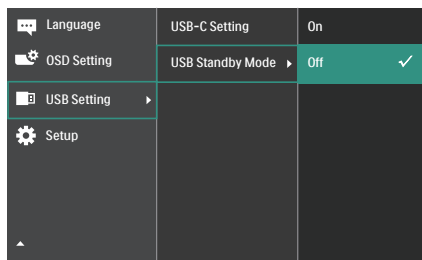 Language
OSD Setting
USB Setting
Setup
USB-C Setting
USB Standby Mode
On
Off